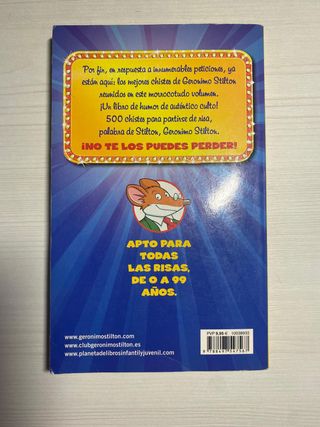 Por fin, en respuesta a innumerables peticiones, ya
están aquí: los mejores chistes de Geronimo Stilton
reunidos en este morrocotudo volumen.
¡Un libro de humor de auténtico culto!
500 chistes para partirse de risa,
palabra de Stilton, Geronimo Stilton.
¡NO TE LOS PUEDES PERDER!
APTO PARA
TODAS
LAS RISAS,
DE 0 A 99
AÑOS.
www.geronimostilton.com
www.clubgeronimostilton.es
www.planetadelibrosinfantilyjuvenil.com
PVP 9,95 €